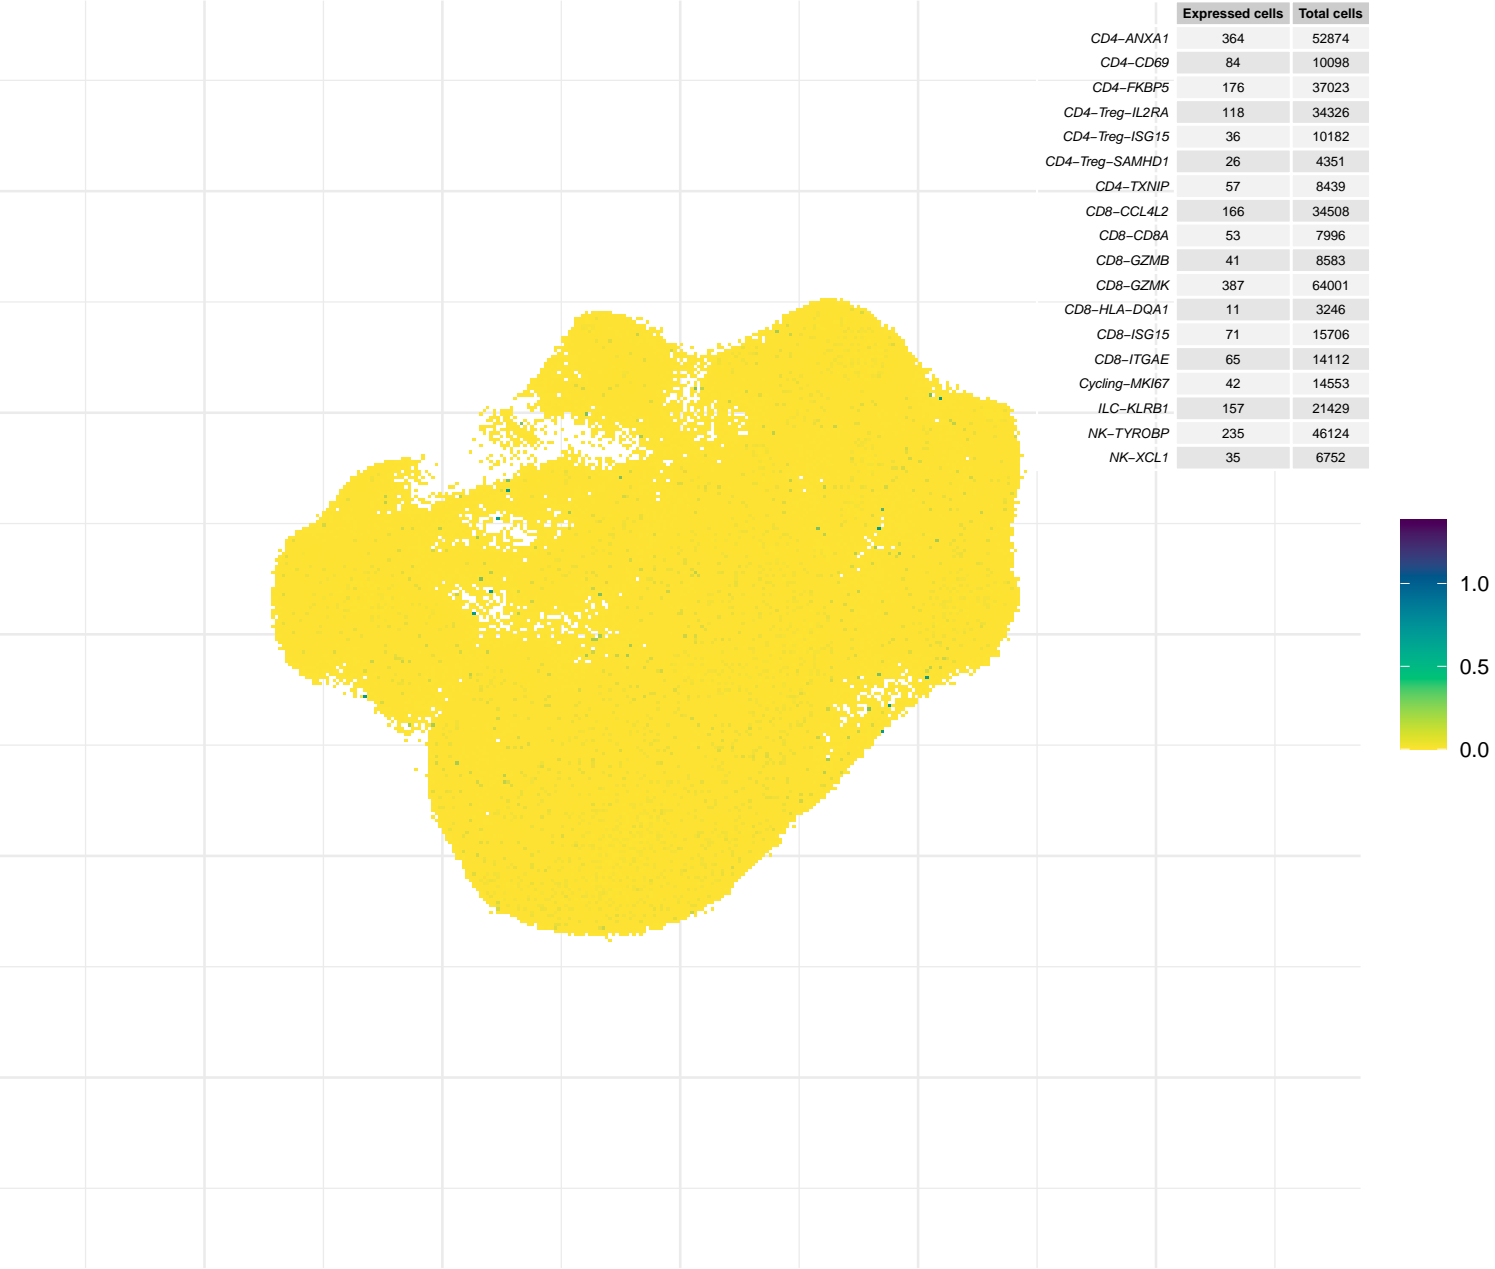 Expressed cells Total cells
CD4−ANXA1 364 52874
CD4−CD69 84 10098
CD4−FKBP5 176 37023
CD4−Treg−IL2RA 118 34326
CD4−Treg−ISG15 36 10182
CD4−Treg−SAMHD1 26 4351
CD4−TXNIP 57 8439
CD8−CCL4L2 166 34508
CD8−CD8A 53 7996
CD8−GZMB 41 8583
CD8−GZMK 387 64001
CD8−HLA−DQA1 11 3246
CD8−ISG15 71 15706
CD8−ITGAE 65 14112
Cycling−MKI67 42 14553
ILC−KLRB1 157 21429
NK−TYROBP 235 46124
NK−XCL1 35 6752
1.0
0.5
0.0